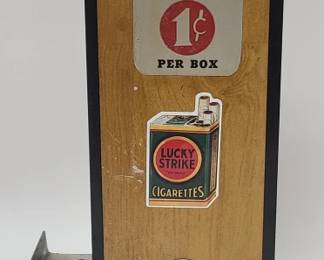 1¢
PER BOX
LUCKY
STRIKE
CIGARETTES